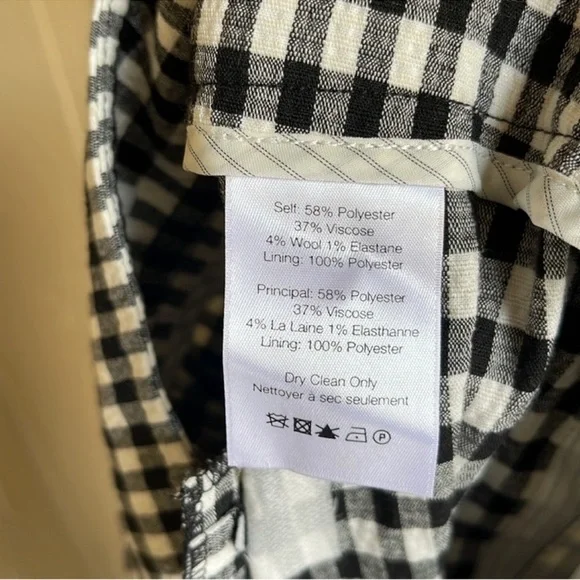 Self: 58% Polyester
37% Viscose
4% Wool 1% Elastane
Lining: 100% Polyester
Principal: 58% Polyester
37% Viscose
4% La Laine 1% Elasthanne
Lining: 100% Polyester
Dry Clean Only
Nettoyer à sec seulement
P